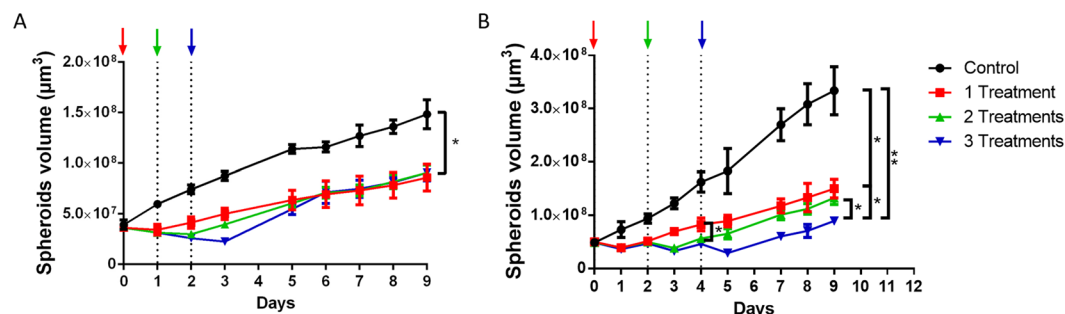 A
Spheroids volume (µm³)
2.0×10⁸
1.5×10⁸
1.0×10⁸
5.0×10⁷
0 1 2 3 4 5 6 7 8 9
Days
*
B
Spheroids volume (µm³)
4.0×10⁸
3.0×10⁸
2.0×10⁸
1.0×10⁸
0
0 1 2 3 4 5 6 7 8 9 10 11 12
Days
*
*
*
**
*
Control
1 Treatment
2 Treatments
3 Treatments